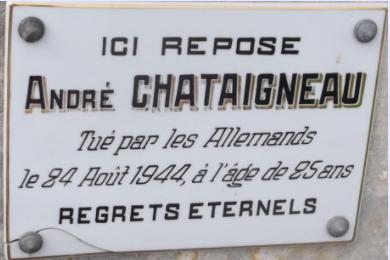 ICI REPOSE
ANDRÉ CHATAIGNEAU
Tué par les Allemands
le 24 Août 1944, à l'âge de 25 ans
REGRETS ETERNELS